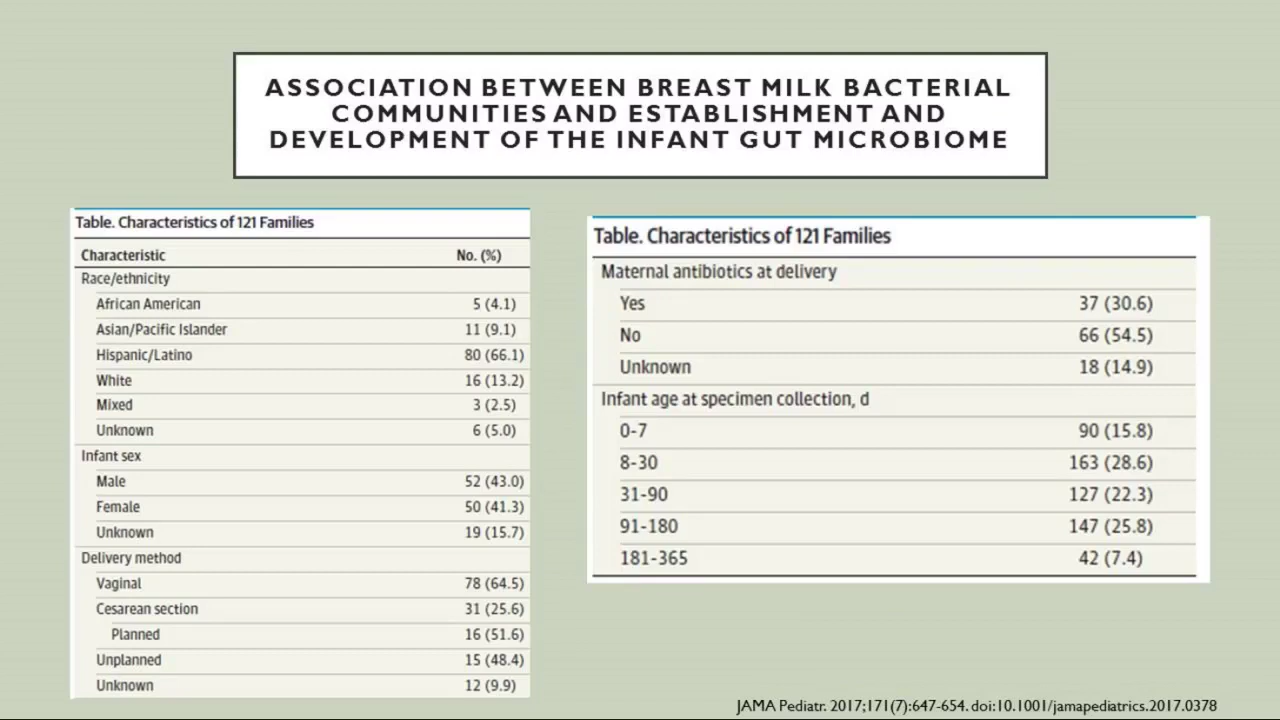 ASSOCIATION BETWEEN BREAST MILK BACTERIAL
COMMUNITIES AND ESTABLISHMENT AND
DEVELOPMENT OF THE INFANT GUT MICROBIOME
Table. Characteristics of 121 Families
Characteristic No. (%)
Race/ethnicity
African American 5 (4.1)
Asian/Pacific Islander 11 (9.1)
Hispanic/Latino 80 (66.1)
White 16 (13.2)
Mixed 3 (2.5)
Unknown 6 (5.0)
Infant sex
Male 52 (43.0)
Female 50 (41.3)
Unknown 19 (15.7)
Delivery method
Vaginal 78 (64.5)
Cesarean section 31 (25.6)
Planned 16 (51.6)
Unplanned 15 (48.4)
Unknown 12 (9.9)
Table. Characteristics of 121 Families
Maternal antibiotics at delivery
Yes 37 (30.6)
No 66 (54.5)
Unknown 18 (14.9)
Infant age at specimen collection, d
0-7 90 (15.8)
8-30 163 (28.6)
31-90 127 (22.3)
91-180 147 (25.8)
181-365 42 (7.4)
JAMA Pediatr. 2017;171(7):647-654. doi:10.1001/jamapediatrics.2017.0378